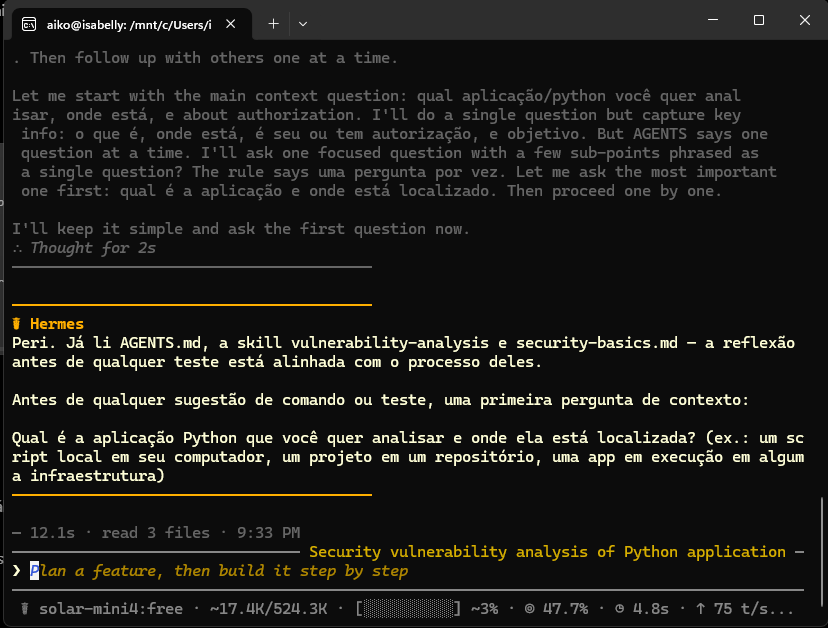 aiko@isabelly: /mnt/c/Users/i
. Then follow up with others one at a time.
Let me start with the main context question: qual aplicação/python você quer anal
isar, onde está, e about authorization. I'll do a single question but capture key
info: o que é, onde está, é seu ou tem autorização, e objetivo. But AGENTS says one
question at a time. I'll ask one focused question with a few sub-points phrased as
a single question? The rule says uma pergunta por vez. Let me ask the most important
one first: qual é a aplicação e onde está localizado. Then proceed one by one.
I'll keep it simple and ask the first question now.
∴ Thought for 2s
Hermes
Peri. Já li AGENTS.md, a skill vulnerability-analysis e security-basics.md — a reflexão
antes de qualquer teste está alinhada com o processo deles.
Antes de qualquer sugestão de comando ou teste, uma primeira pergunta de contexto:
Qual é a aplicação Python que você quer analisar e onde ela está localizada? (ex.: um sc
ript local em seu computador, um projeto em um repositório, uma app em execução em algum
a infraestrutura)
— 12.1s · read 3 files · 9:33 PM
Security vulnerability analysis of Python application —
❯ Plan a feature, then build it step by step
solar-mini4:free · ~17.4K/524.3K · [░░░░░░░░░░] ~3% · ◎ 47.7% · ◔ 4.8s · ↑ 75 t/s...